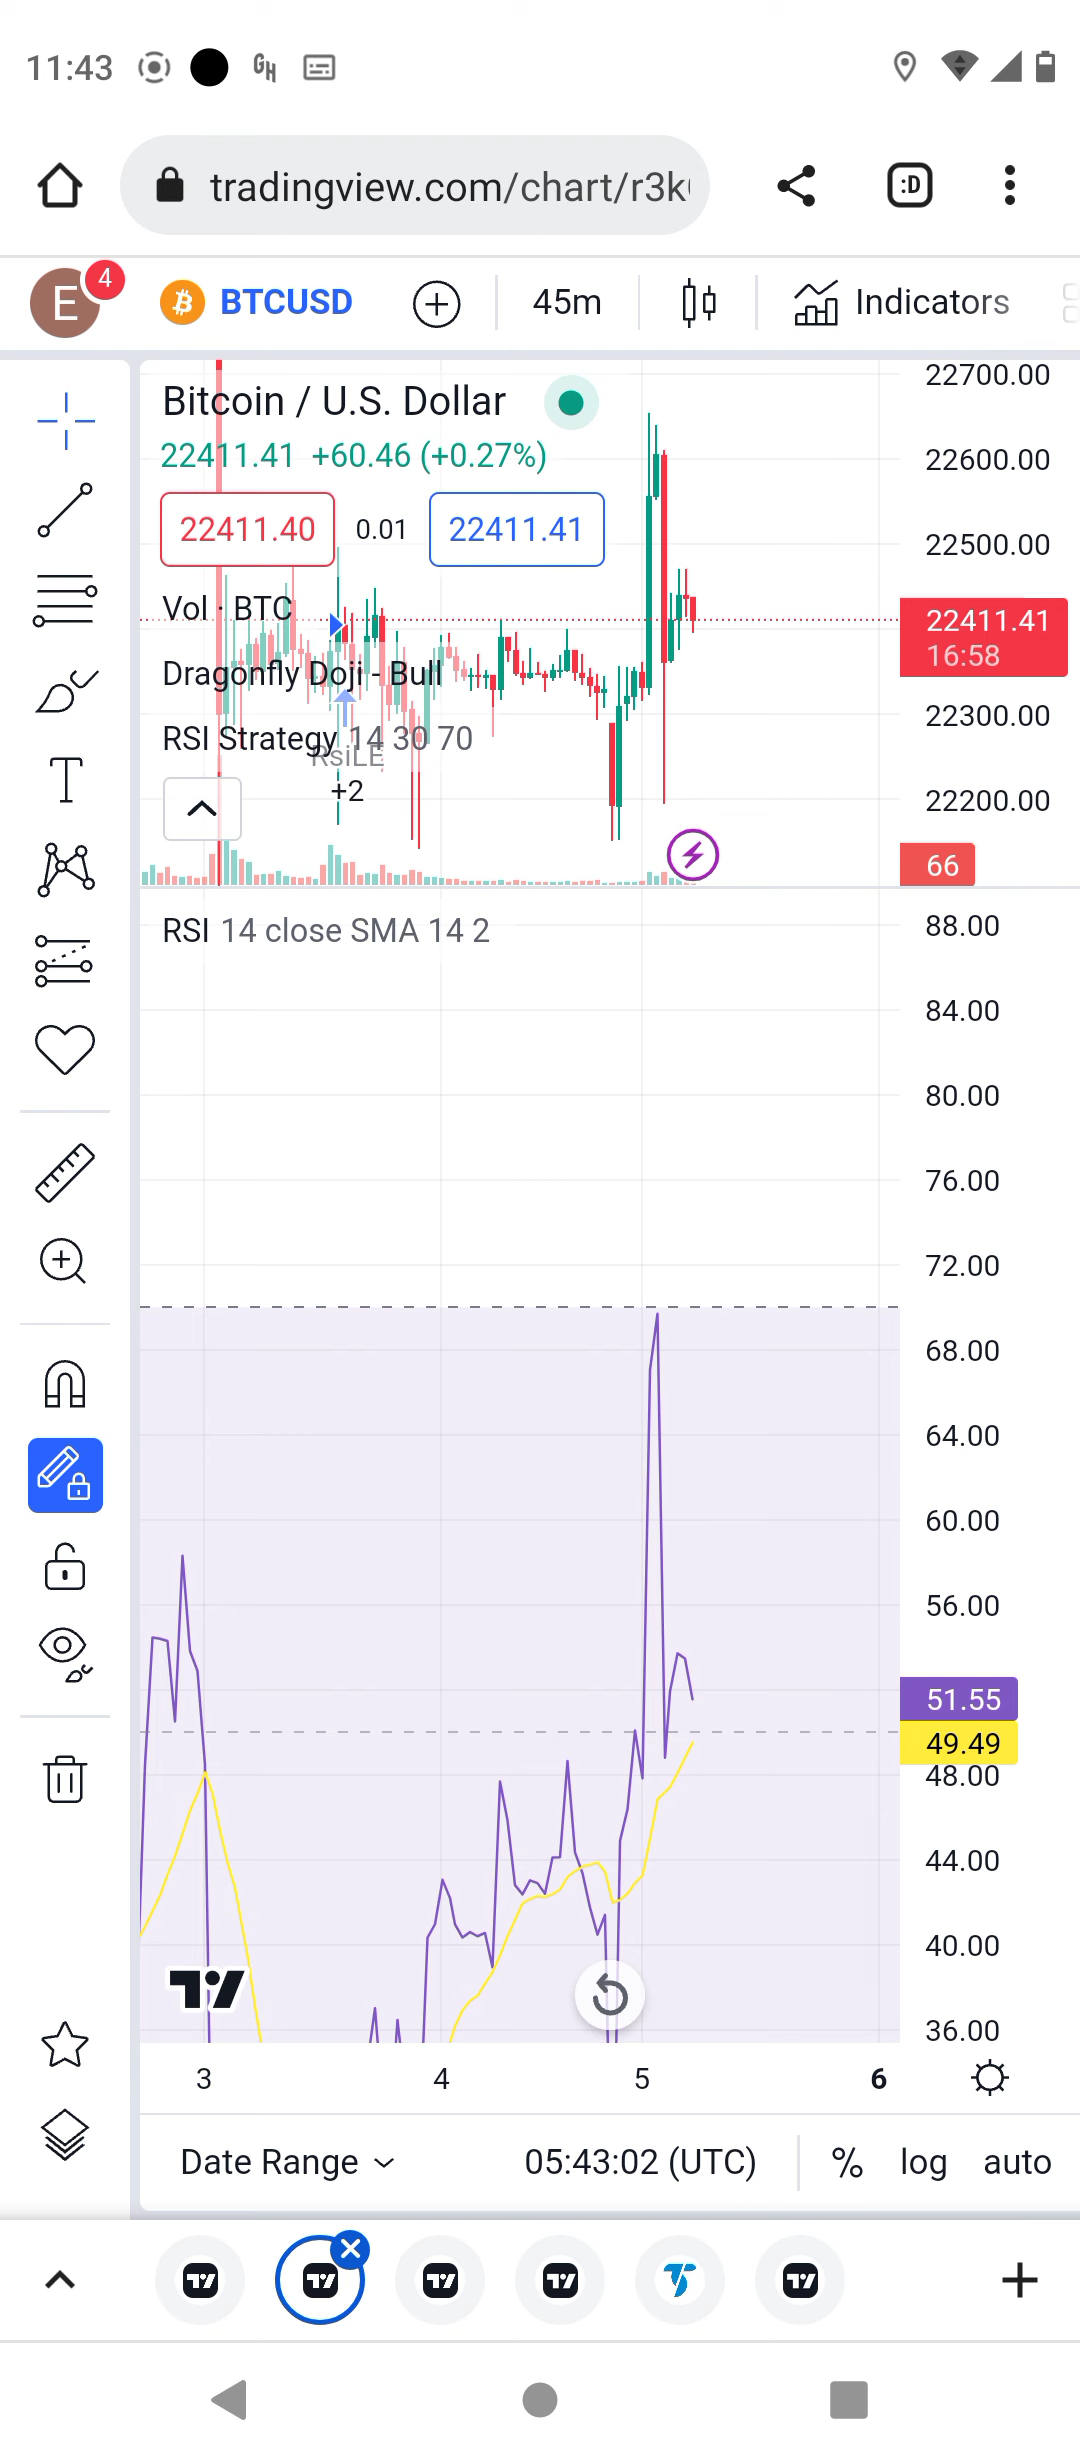 11:43
tradingview.com/chart/r3k
:D
E
4
BTCUSD
45m
Indicators
Bitcoin / U.S. Dollar
22411.41 +60.46 (+0.27%)
22411.40
0.01
22411.41
Vol · BTC
Dragonfly Doji - Bull
RSI Strategy 14 30 70
RsiLE
+2
22700.00
22600.00
22500.00
22411.41
16:58
22300.00
22200.00
66
RSI 14 close SMA 14 2
88.00
84.00
80.00
76.00
72.00
68.00
64.00
60.00
56.00
51.55
49.49
48.00
44.00
40.00
36.00
3
4
5
6
Date Range
05:43:02 (UTC)
%
log
auto